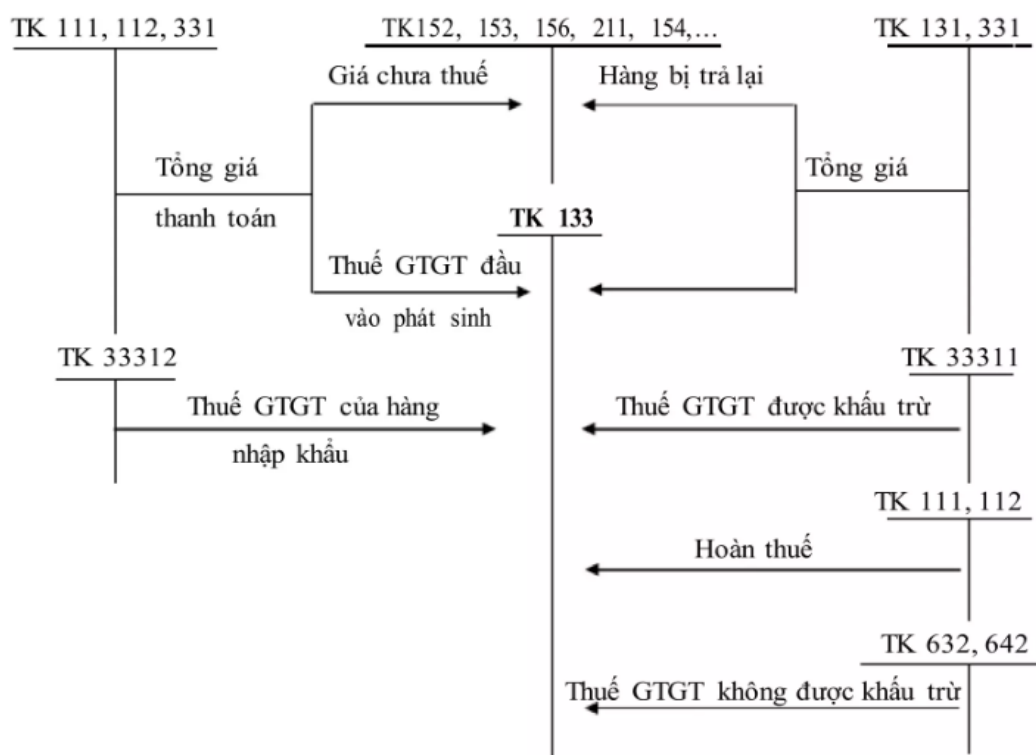 TK 111, 112, 331
TK152, 153, 156, 211, 154,...
TK 131, 331
Giá chưa thuế
Hàng bị trả lại
Tổng giá
thanh toán
Tổng giá
TK 133
Thuế GTGT đầu
vào phát sinh
TK 33312
TK 33311
Thuế GTGT của hàng
nhập khẩu
Thuế GTGT được khấu trừ
TK 111, 112
Hoàn thuế
TK 632, 642
Thuế GTGT không được khấu trừ